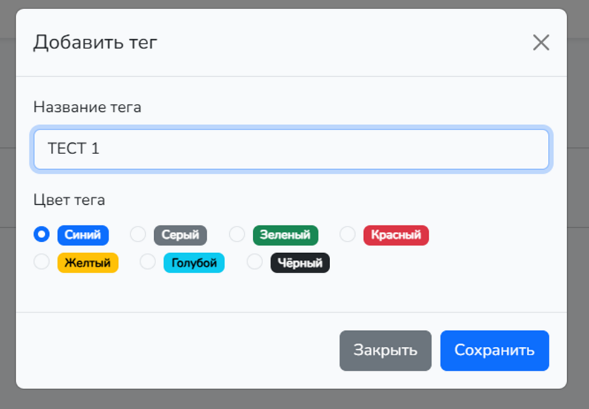 Добавить тег
Название тега
ТЕСТ 1
Цвет тега
Синий Серый Зеленый Красный
Желтый Голубой Чёрный
Закрыть Сохранить